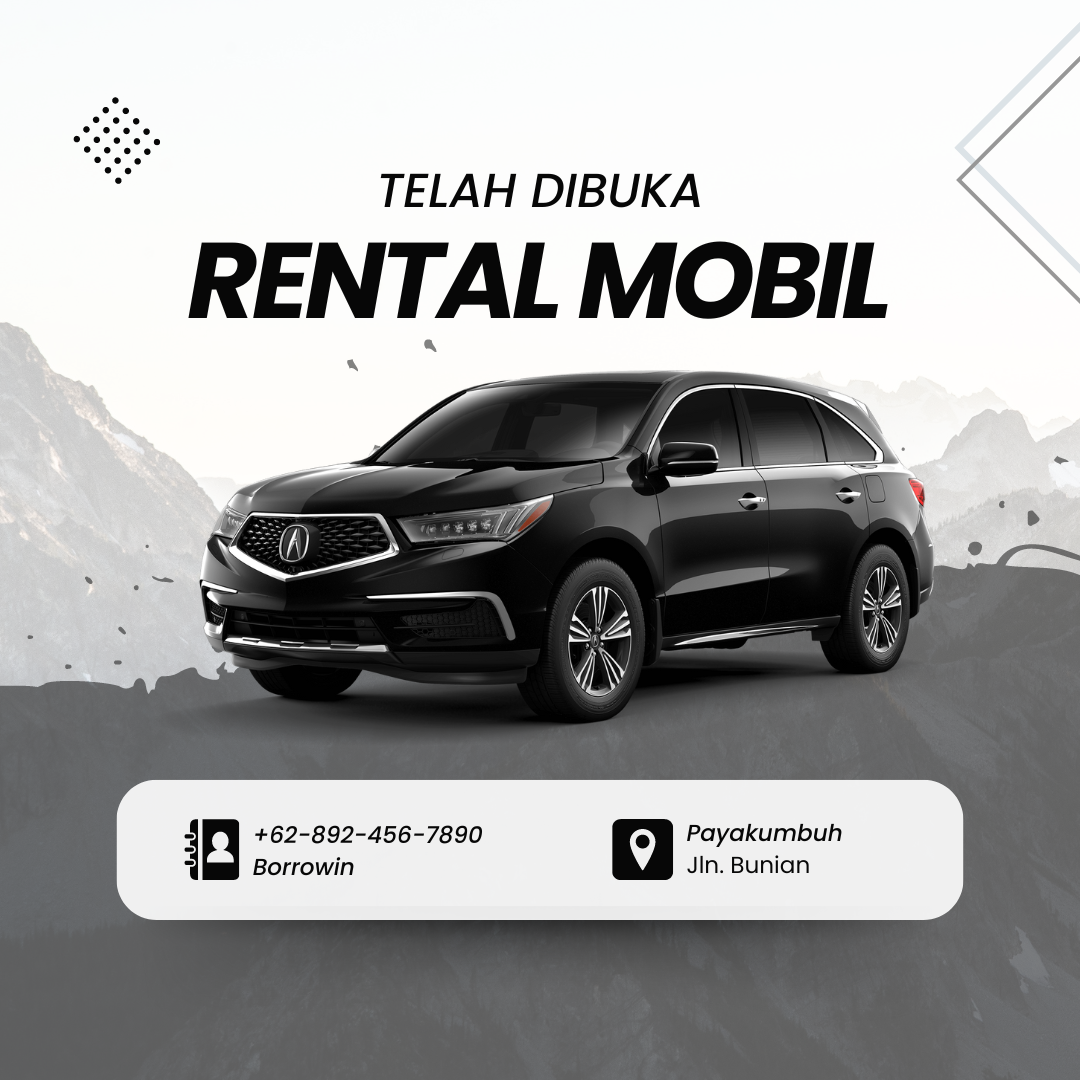 TELAH DIBUKA
RENTAL MOBIL
+62-892-456-7890
Borrowin
Payakumbuh
Jln. Bunian